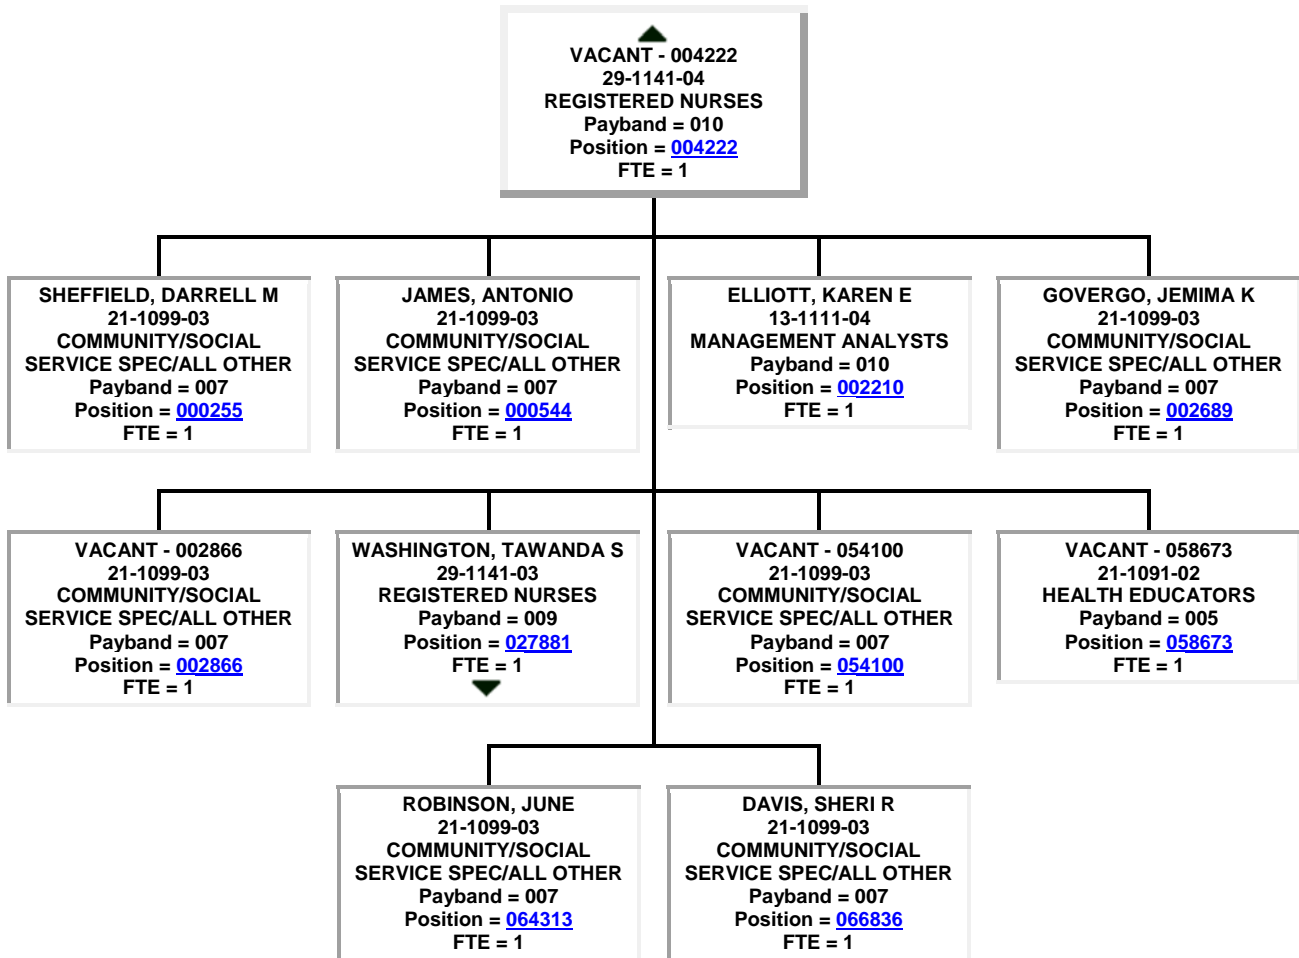 VACANT - 004222
29-1141-04
REGISTERED NURSES
Payband = 010
Position = 004222
FTE = 1
SHEFFIELD, DARRELL M
21-1099-03
COMMUNITY/SOCIAL
SERVICE SPEC/ALL OTHER
Payband = 007
Position = 000255
FTE = 1
JAMES, ANTONIO
21-1099-03
COMMUNITY/SOCIAL
SERVICE SPEC/ALL OTHER
Payband = 007
Position = 000544
FTE = 1
ELLIOTT, KAREN E
13-1111-04
MANAGEMENT ANALYSTS
Payband = 010
Position = 002210
FTE = 1
GOVERGO, JEMIMA K
21-1099-03
COMMUNITY/SOCIAL
SERVICE SPEC/ALL OTHER
Payband = 007
Position = 002689
FTE = 1
VACANT - 002866
21-1099-03
COMMUNITY/SOCIAL
SERVICE SPEC/ALL OTHER
Payband = 007
Position = 002866
FTE = 1
WASHINGTON, TAWANDA S
29-1141-03
REGISTERED NURSES
Payband = 009
Position = 027881
FTE = 1
VACANT - 054100
21-1099-03
COMMUNITY/SOCIAL
SERVICE SPEC/ALL OTHER
Payband = 007
Position = 054100
FTE = 1
VACANT - 058673
21-1091-02
HEALTH EDUCATORS
Payband = 005
Position = 058673
FTE = 1
ROBINSON, JUNE
21-1099-03
COMMUNITY/SOCIAL
SERVICE SPEC/ALL OTHER
Payband = 007
Position = 064313
FTE = 1
DAVIS, SHERI R
21-1099-03
COMMUNITY/SOCIAL
SERVICE SPEC/ALL OTHER
Payband = 007
Position = 066836
FTE = 1